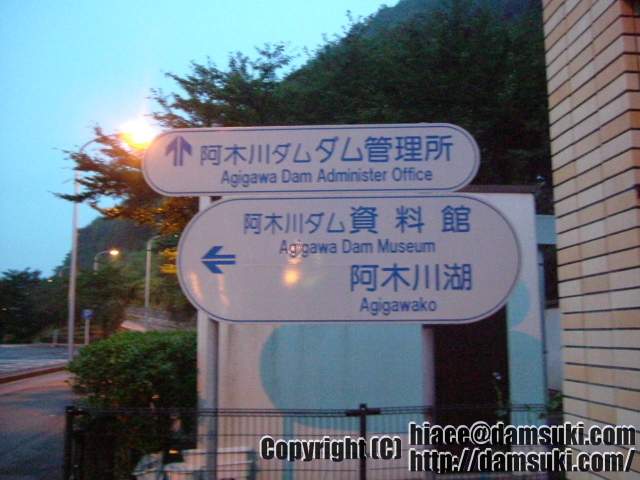 阿木川ダムダム管理所
Agigawa Dam Administer Office
阿木川ダム 資料館
Agigawa Dam Museum
阿木川湖
Agigawako
Copyright (C) hiace@damsuki.com
http://damsuki.com/